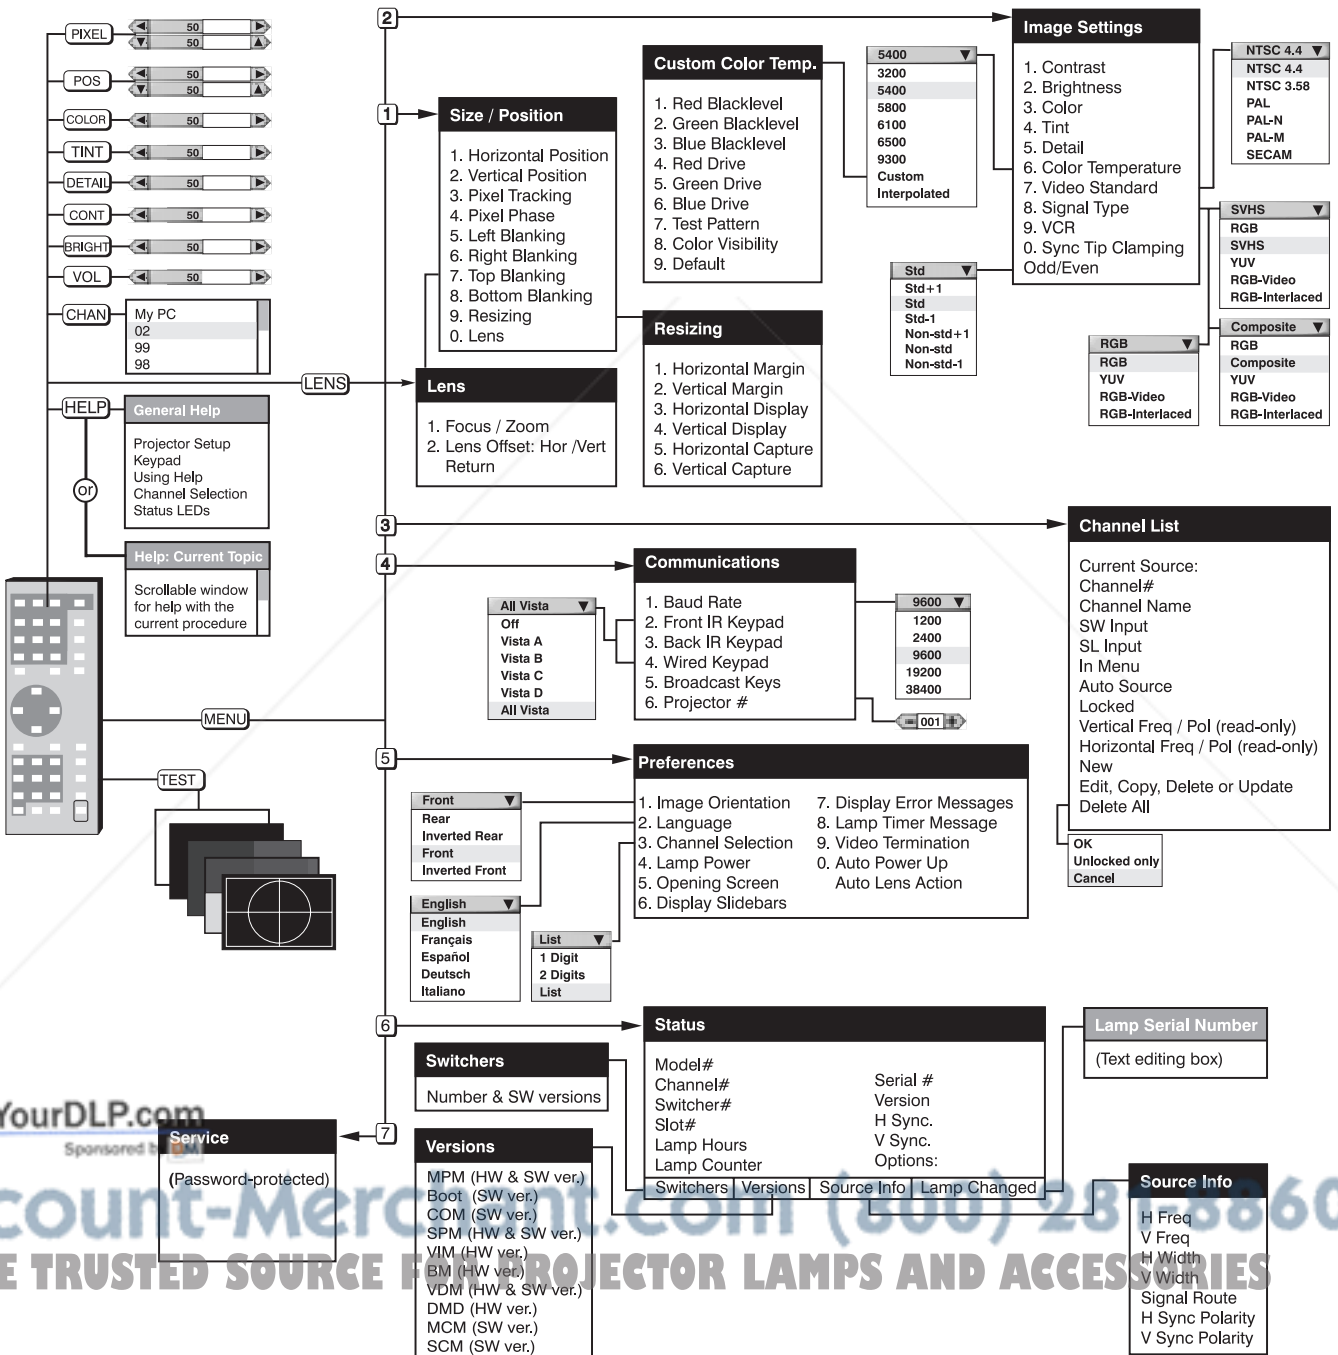 PIXEL
50
50
POS
50
50
COLOR
50
TINT
50
DETAIL
50
CONT
50
BRIGHT
50
VOL
50
CHAN
My PC
02
99
98
LENS
HELP
General Help
Projector Setup
Keypad
Using Help
Channel Selection
Status LEDs
or
Help: Current Topic
Scrollable window
for help with the
current procedure
MENU
TEST
1
Size / Position
1. Horizontal Position
2. Vertical Position
3. Pixel Tracking
4. Pixel Phase
5. Left Blanking
6. Right Blanking
7. Top Blanking
8. Bottom Blanking
9. Resizing
0. Lens
Lens
1. Focus / Zoom
2. Lens Offset: Hor /Vert
Return
Resizing
1. Horizontal Margin
2. Vertical Margin
3. Horizontal Display
4. Vertical Display
5. Horizontal Capture
6. Vertical Capture
2
Image Settings
1. Contrast
2. Brightness
3. Color
4. Tint
5. Detail
6. Color Temperature
7. Video Standard
8. Signal Type
9. VCR
0. Sync Tip Clamping
Odd/Even
Custom Color Temp.
1. Red Blacklevel
2. Green Blacklevel
3. Blue Blacklevel
4. Red Drive
5. Green Drive
6. Blue Drive
7. Test Pattern
8. Color Visibility
9. Default
5400
3200
5400
5800
6100
6500
9300
Custom
Interpolated
Std
Std+1
Std
Std-1
Non-std+1
Non-std
Non-std-1
NTSC 4.4
NTSC 4.4
NTSC 3.58
PAL
PAL-N
PAL-M
SECAM
SVHS
RGB
SVHS
YUV
RGB-Video
RGB-Interlaced
RGB
RGB
YUV
RGB-Video
RGB-Interlaced
Composite
RGB
Composite
YUV
RGB-Video
RGB-Interlaced
3
Channel List
Current Source:
Channel#
Channel Name
SW Input
SL Input
In Menu
Auto Source
Locked
Vertical Freq / Pol (read-only)
Horizontal Freq / Pol (read-only)
New
Edit, Copy, Delete or Update
Delete All
OK
Unlocked only
Cancel
4
Communications
1. Baud Rate
2. Front IR Keypad
3. Back IR Keypad
4. Wired Keypad
5. Broadcast Keys
6. Projector #
All Vista
Off
Vista A
Vista B
Vista C
Vista D
All Vista
9600
1200
2400
9600
19200
38400
001
5
Preferences
1. Image Orientation
2. Language
3. Channel Selection
4. Lamp Power
5. Opening Screen
6. Display Slidebars
7. Display Error Messages
8. Lamp Timer Message
9. Video Termination
0. Auto Power Up
Auto Lens Action
Front
Rear
Inverted Rear
Front
Inverted Front
English
English
Français
Español
Deutsch
Italiano
List
1 Digit
2 Digits
List
6
Status
Model#
Channel#
Switcher#
Slot#
Lamp Hours
Lamp Counter
Serial #
Version
H Sync.
V Sync.
Options:
Switchers Versions Source Info Lamp Changed
Switchers
Number & SW versions
Versions
MPM (HW & SW ver.)
Boot (SW ver.)
COM (SW ver.)
SPM (HW & SW ver.)
VIM (HW ver.)
BM (HW ver.)
VDM (HW & SW ver.)
DMD (HW ver.)
MCM (SW ver.)
SCM (SW ver.)
Lamp Serial Number
(Text editing box)
Source Info
H Freq
V Freq
H Width
V Width
Signal Route
H Sync Polarity
V Sync Polarity
7
Service
(Password-protected)
YourDLP.com
Sponsored
count-Merchant.com (800) 281-8860
E TRUSTED SOURCE FOR PROJECTOR LAMPS AND ACCESSORIES